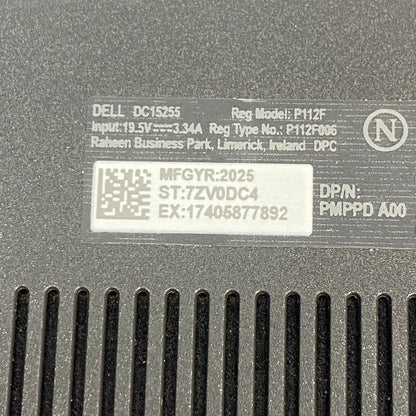 DELL DC15255 Reg Model: P112F
Input:19.5V⎓3.34A Reg Type No.: P112F006
Raheen Business Park, Limerick, Ireland DPC
N
MFGYR:2025
ST:7ZV0DC4
EX:17405877892
DP/N:
PMPPD A00